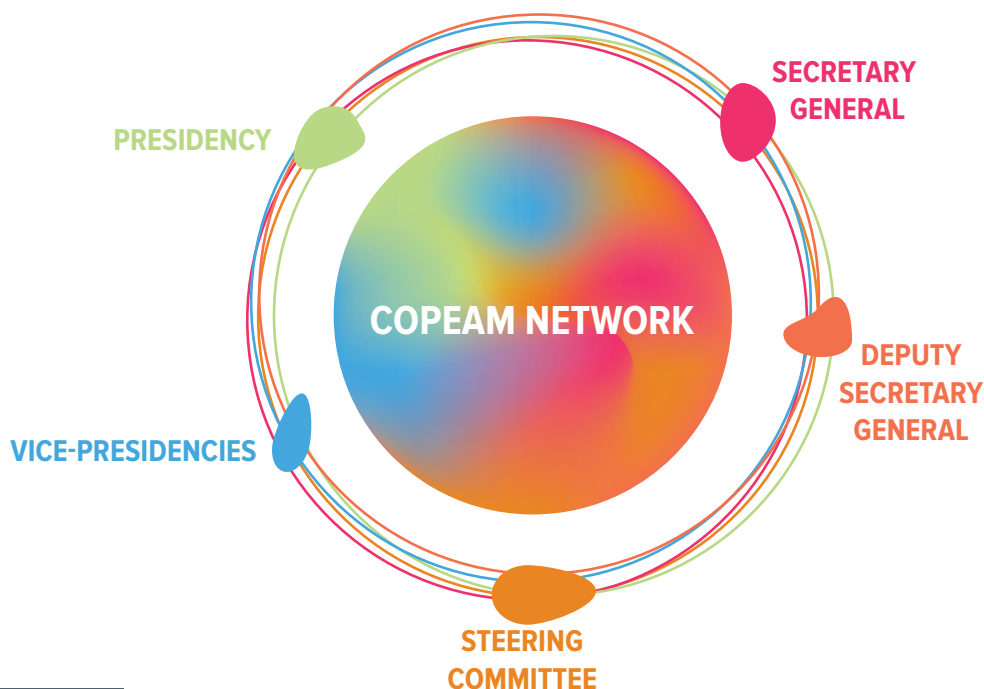 SECRETARY
GENERAL
PRESIDENCY
COPEAM NETWORK
DEPUTY
SECRETARY
GENERAL
VICE-PRESIDENCIES
STEERING
COMMITTEE